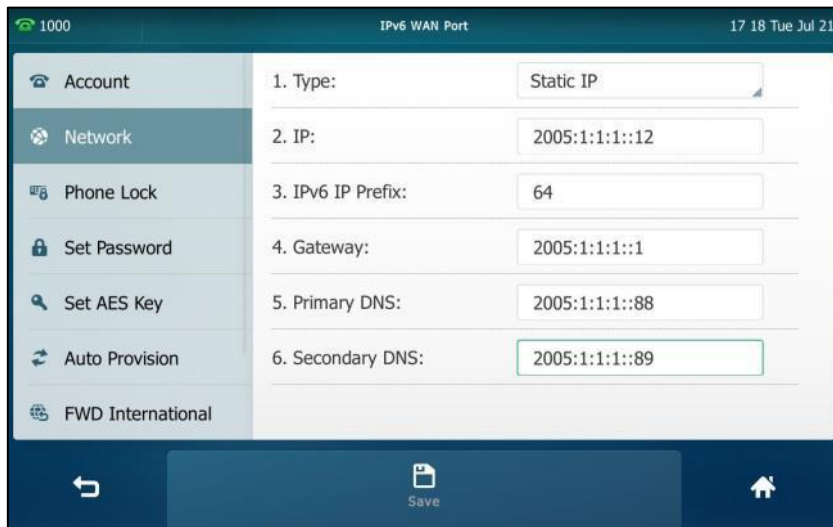 1000 IPv6 WAN Port 17 18 Tue Jul 21
Account
Network
Phone Lock
Set Password
Set AES Key
Auto Provision
FWD International
1. Type: Static IP
2. IP: 2005:1:1:1::12
3. IPv6 IP Prefix: 64
4. Gateway: 2005:1:1:1::1
5. Primary DNS: 2005:1:1:1::88
6. Secondary DNS: 2005:1:1:1::89
Save